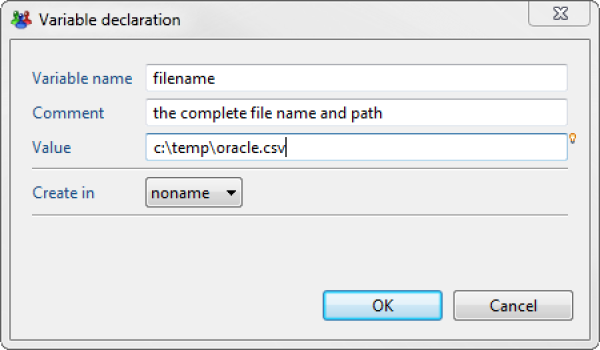 Variable declaration
Variable name filename
Comment the complete file name and path
Value c:\temp\oracle.csv
Create in noname
OK Cancel